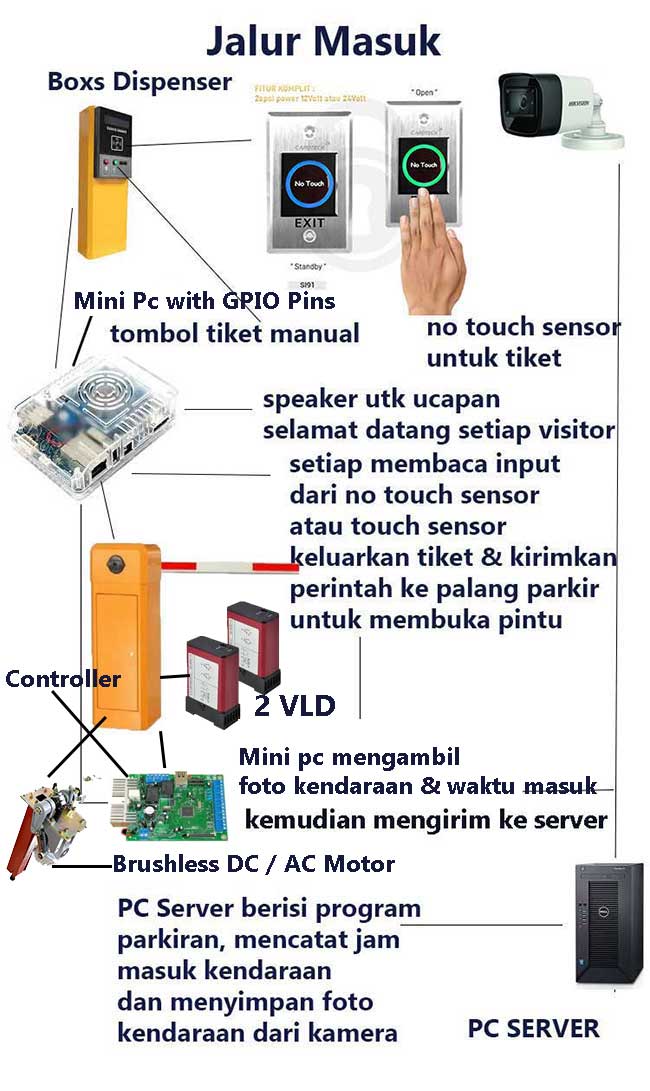 Jalur Masuk
Boxs Dispenser
FITUR KOMPLIT :
2opsi power 12Volt atau 24Volt
"Open"
HIKVISION
CARDTECK
No Touch
CARDTECK
No Touch
EXIT
"Standby"
SI91
Mini Pc with GPIO Pins
tombol tiket manual
no touch sensor
untuk tiket
speaker utk ucapan
selamat datang setiap visitor
setiap membaca input
dari no touch sensor
atau touch sensor
keluarkan tiket & kirimkan
perintah ke palang parkir
untuk membuka pintu
Controller
2 VLD
Mini pc mengambil
foto kendaraan & waktu masuk
kemudian mengirim ke server
Brushless DC / AC Motor
PC Server berisi program
parkiran, mencatat jam
masuk kendaraan
dan menyimpan foto
kendaraan dari kamera
DELL
PC SERVER